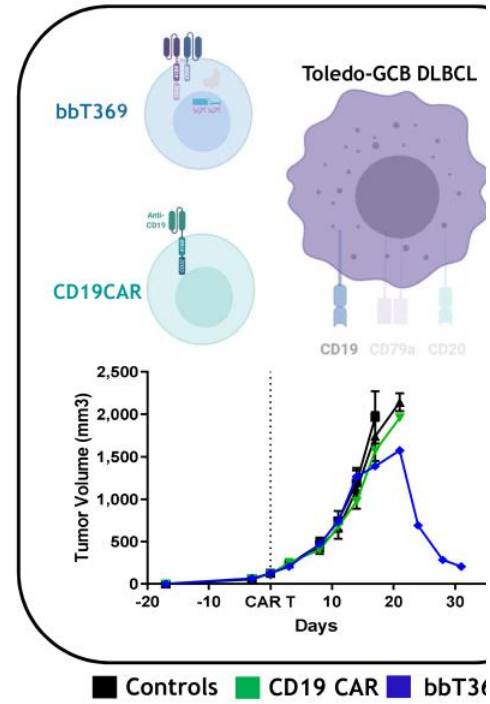 bbT369
Toledo-GCB DLBCL
Anti-
CD19
CD19CAR
CD19 CD79a CD20
Tumor Volume (mm3)
2,500
2,000
1,500
1,000
500
0
-20 -10 CAR T 10 20 30
Days
Controls CD19 CAR bbT36